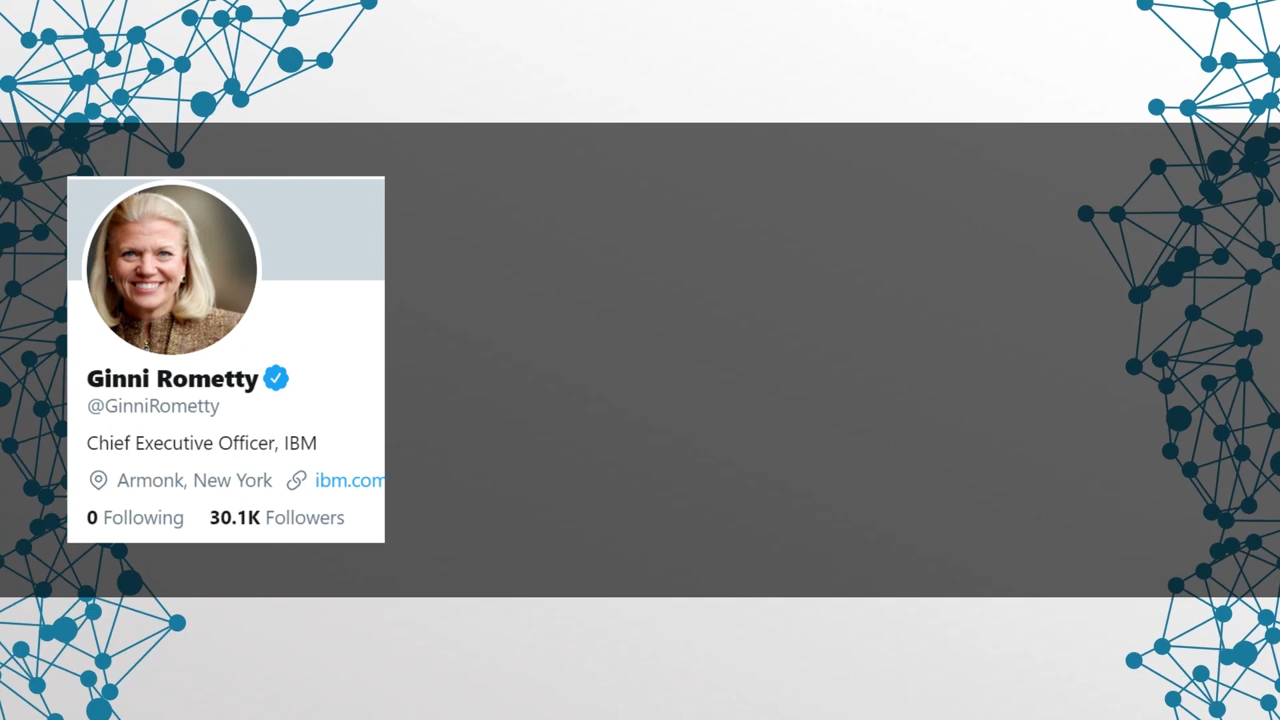 Ginni Rometty
@GinniRometty
Chief Executive Officer, IBM
Armonk, New York ibm.com
0 Following 30.1K Followers